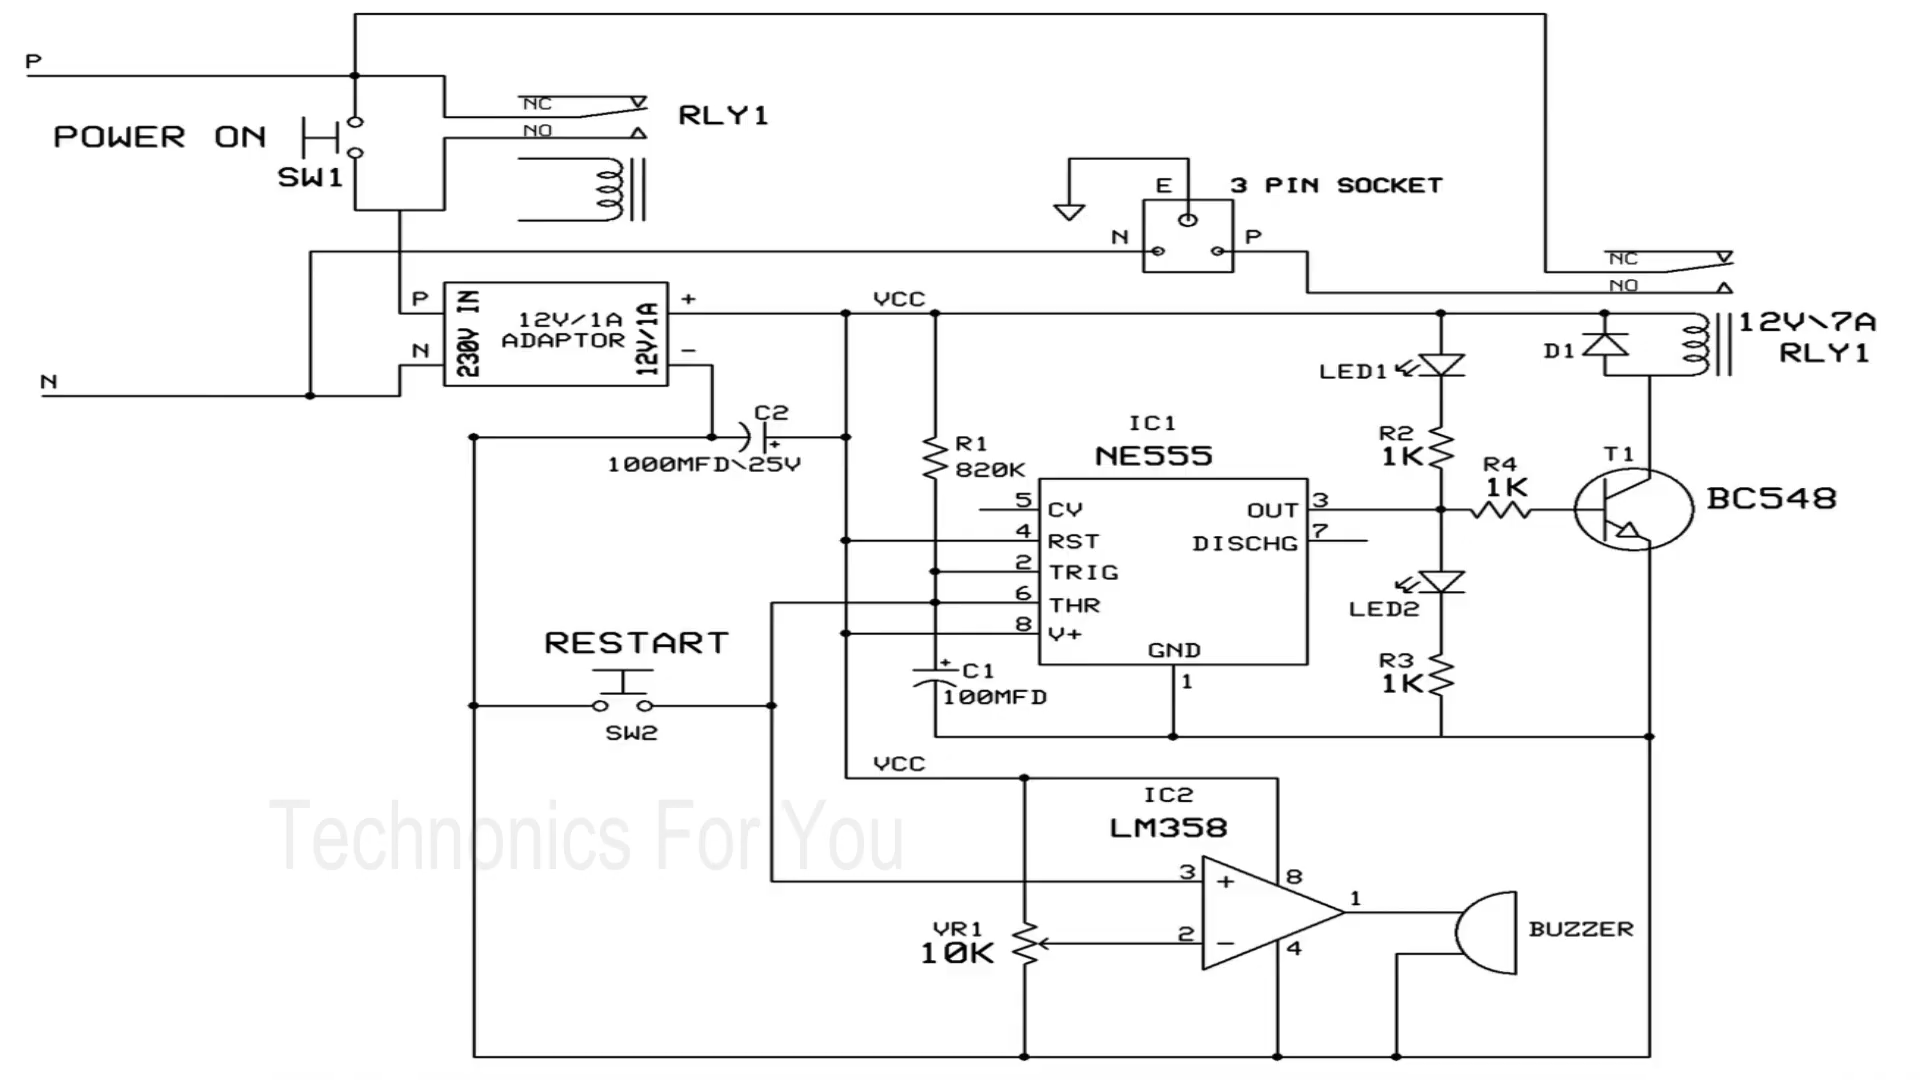 P
NC
NO
RLY1
POWER ON
SW1
E
3 PIN SOCKET
N
P
NC
NO
P
230V IN
12V/1A
ADAPTOR
12V/1A
+
-
VCC
N
N
12V\7A
RLY1
D1
LED1
C2
+
1000MFD\25V
R1
820K
IC1
NE555
R2
1K
R4
1K
T1
BC548
5
CV
OUT
3
4
RST
DISCHG
7
2
TRIG
6
THR
8
V+
LED2
RESTART
SW2
GND
1
+
C1
100MFD
R3
1K
VCC
IC2
LM358
Technonics For You
3
+
8
1
VR1
10K
2
-
4
BUZZER